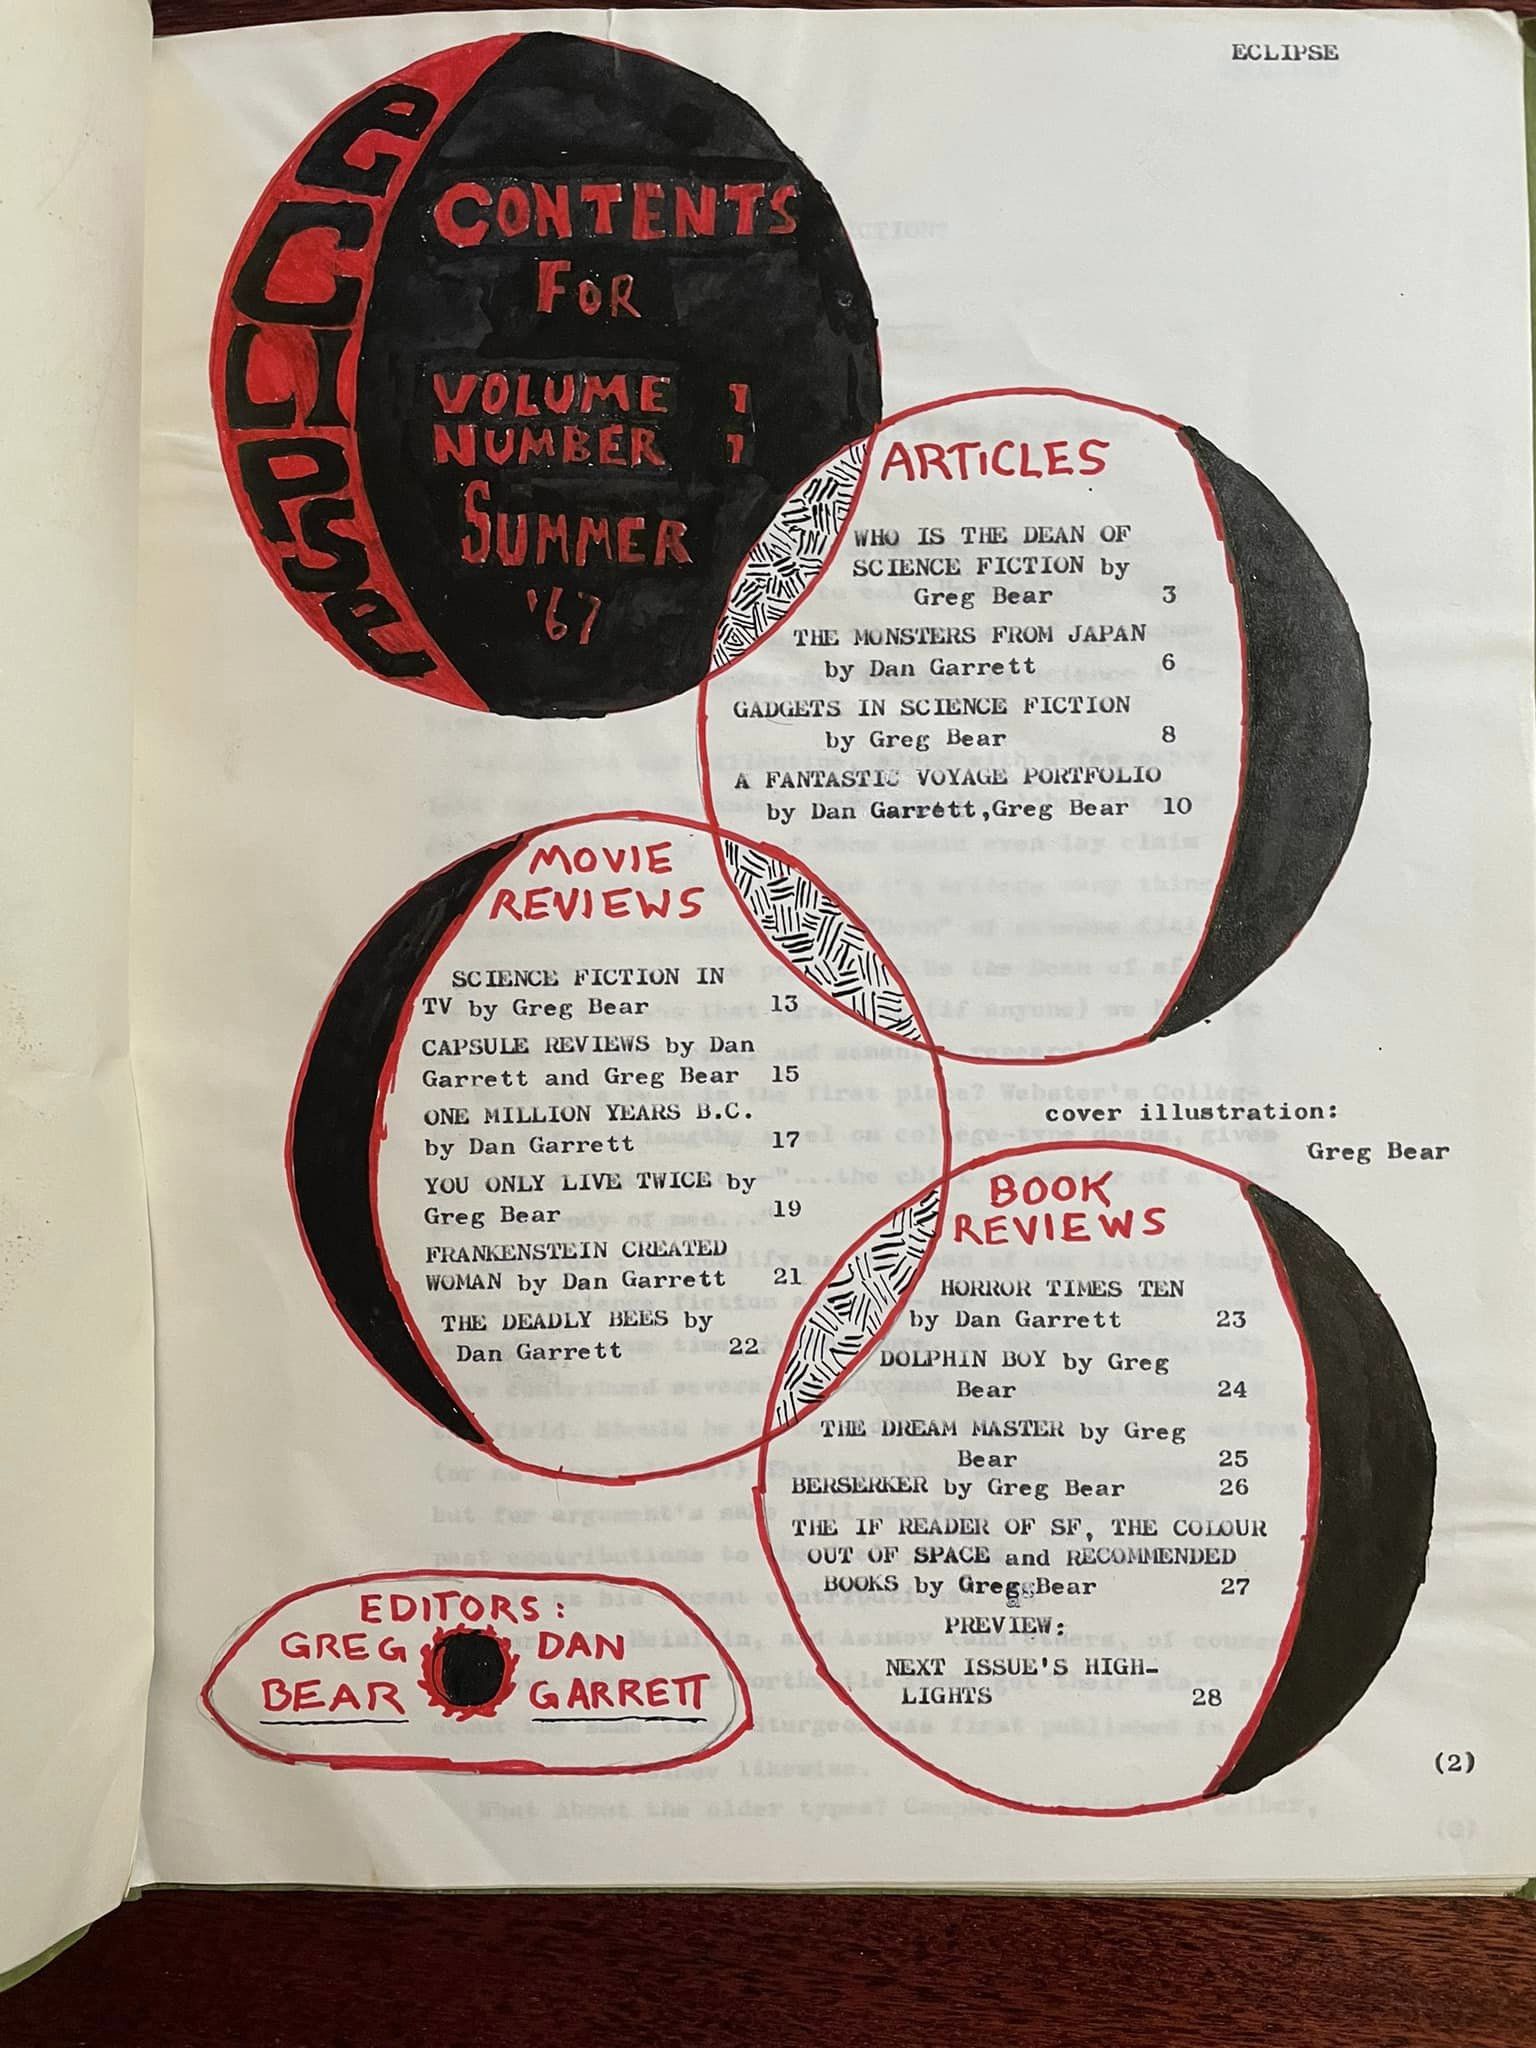 ECLIPSE
eCLIPSe
CONTENTS
FOR
VOLUME 1
NUMBER 1
SUMMER
'67
ARTICLES
WHO IS THE DEAN OF
SCIENCE FICTION by
Greg Bear 3
THE MONSTERS FROM JAPAN
by Dan Garrett 6
GADGETS IN SCIENCE FICTION
by Greg Bear 8
A FANTASTIC VOYAGE PORTFOLIO
by Dan Garrett,Greg Bear 10
MOVIE
REVIEWS
SCIENCE FICTION IN
TV by Greg Bear 13
CAPSULE REVIEWS by Dan
Garrett and Greg Bear 15
ONE MILLION YEARS B.C.
by Dan Garrett 17
YOU ONLY LIVE TWICE by
Greg Bear 19
FRANKENSTEIN CREATED
WOMAN by Dan Garrett 21
THE DEADLY BEES by
Dan Garrett 22
cover illustration:
Greg Bear
BOOK
REVIEWS
HORROR TIMES TEN
by Dan Garrett 23
DOLPHIN BOY by Greg
Bear 24
THE DREAM MASTER by Greg
Bear 25
BERSERKER by Greg Bear 26
THE IF READER OF SF, THE COLOUR
OUT OF SPACE and RECOMMENDED
BOOKS by Greg Bear 27
PREVIEW:
NEXT ISSUE'S HIGH-
LIGHTS 28
EDITORS:
GREG DAN
BEAR GARRETT
(2)